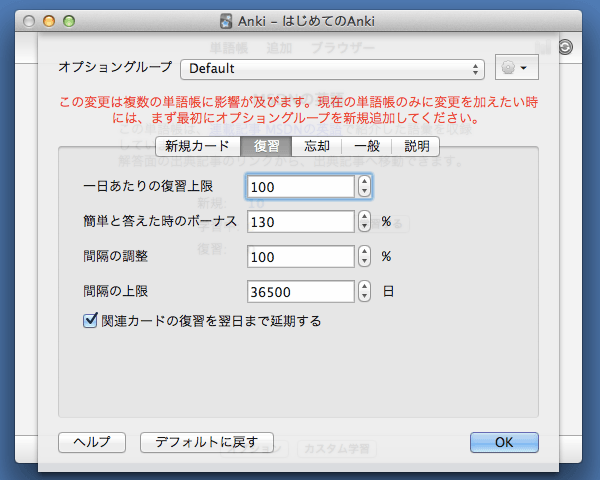 Anki – はじめてのAnki
単語帳 追加 ブラウザー
オプショングループ Default
この変更は複数の単語帳に影響が及びます。現在の単語帳のみに変更を加えたい時
には、まず最初にオプショングループを新規追加してください。
新規カード 復習 忘却 一般 説明
一日あたりの復習上限 100
簡単と答えた時のボーナス 130 %
間隔の調整 100 %
間隔の上限 36500 日
関連カードの復習を翌日まで延期する
ヘルプ デフォルトに戻す OK
オプション カスタム学習